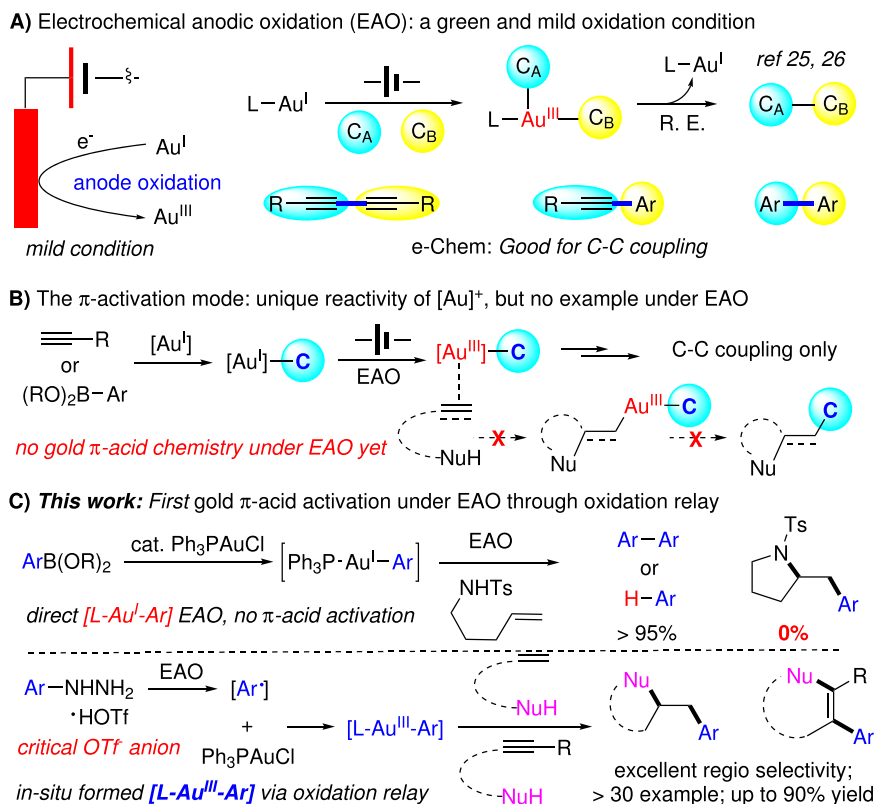 A) Electrochemical anodic oxidation (EAO): a green and mild oxidation condition
e-
Au^I
anode oxidation
Au^III
mild condition
L–Au^I
C_A C_B
C_A
L–Au^III–C_B
L–Au^I
R. E.
ref 25, 26
C_A–C_B
R≡≡R
R≡Ar
Ar–Ar
e-Chem: Good for C-C coupling
B) The π-activation mode: unique reactivity of [Au]+, but no example under EAO
≡–R
or
(RO)2B–Ar
[Au^I]
[Au^I]–C
EAO
[Au^III]–C
C-C coupling only
no gold π-acid chemistry under EAO yet
NuH
X
Au^III–C
Nu
X
C
Nu
C) This work: First gold π-acid activation under EAO through oxidation relay
ArB(OR)2
cat. Ph3PAuCl
[Ph3P-Au^I-Ar]
EAO
NHTs
Ar–Ar
or
H–Ar
> 95%
Ts
N
Ar
0%
direct [L-Au^I-Ar] EAO, no π-acid activation
Ar–NHNH2
·HOTf
critical OTf- anion
EAO
[Ar•]
+
Ph3PAuCl
[L-Au^III-Ar]
NuH
≡–R
NuH
Nu
Ar
Nu R
Ar
in-situ formed [L-Au^III-Ar] via oxidation relay
excellent regio selectivity;
> 30 example; up to 90% yield